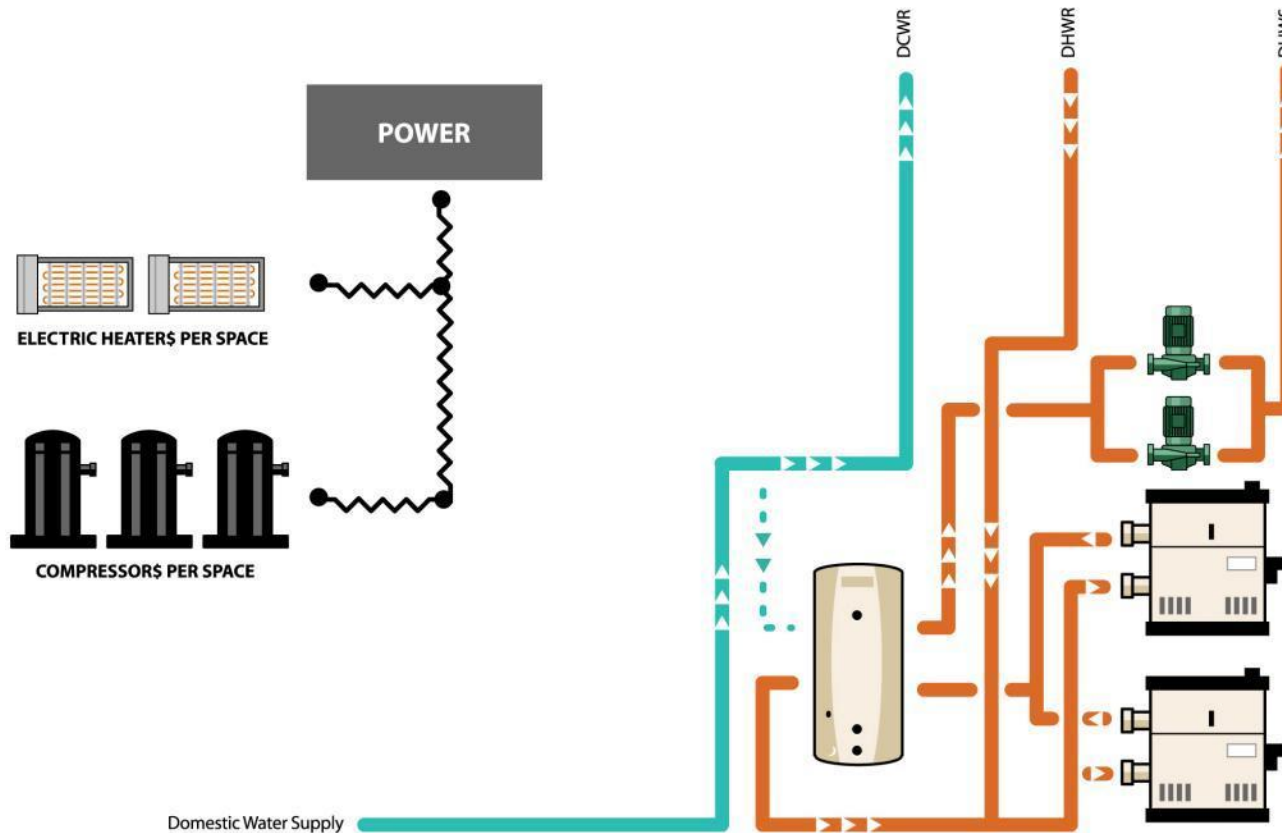 DCWR
DHWR
POWER
ELECTRIC HEATER$ PER SPACE
COMPRESSOR$ PER SPACE
Domestic Water Supply